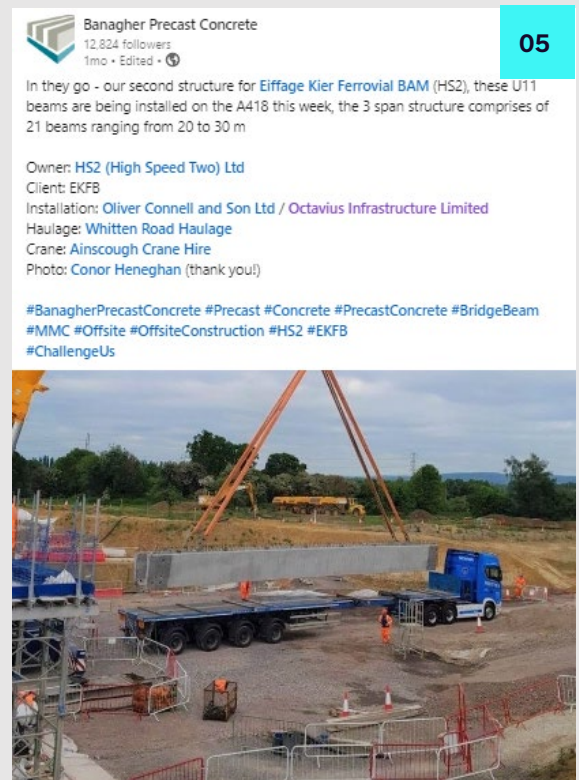 Banagher Precast Concrete
12,824 followers
1mo • Edited •
05
In they go - our second structure for Eiffage Kier Ferrovial BAM (HS2), these U11
beams are being installed on the A418 this week, the 3 span structure comprises of
21 beams ranging from 20 to 30 m
Owner: HS2 (High Speed Two) Ltd
Client: EKFB
Installation: Oliver Connell and Son Ltd / Octavius Infrastructure Limited
Haulage: Whitten Road Haulage
Crane: Ainscough Crane Hire
Photo: Conor Heneghan (thank you!)
#BanagherPrecastConcrete #Precast #Concrete #PrecastConcrete #BridgeBeam
#MMC #Offsite #OffsiteConstruction #HS2 #EKFB
#ChallengeUs